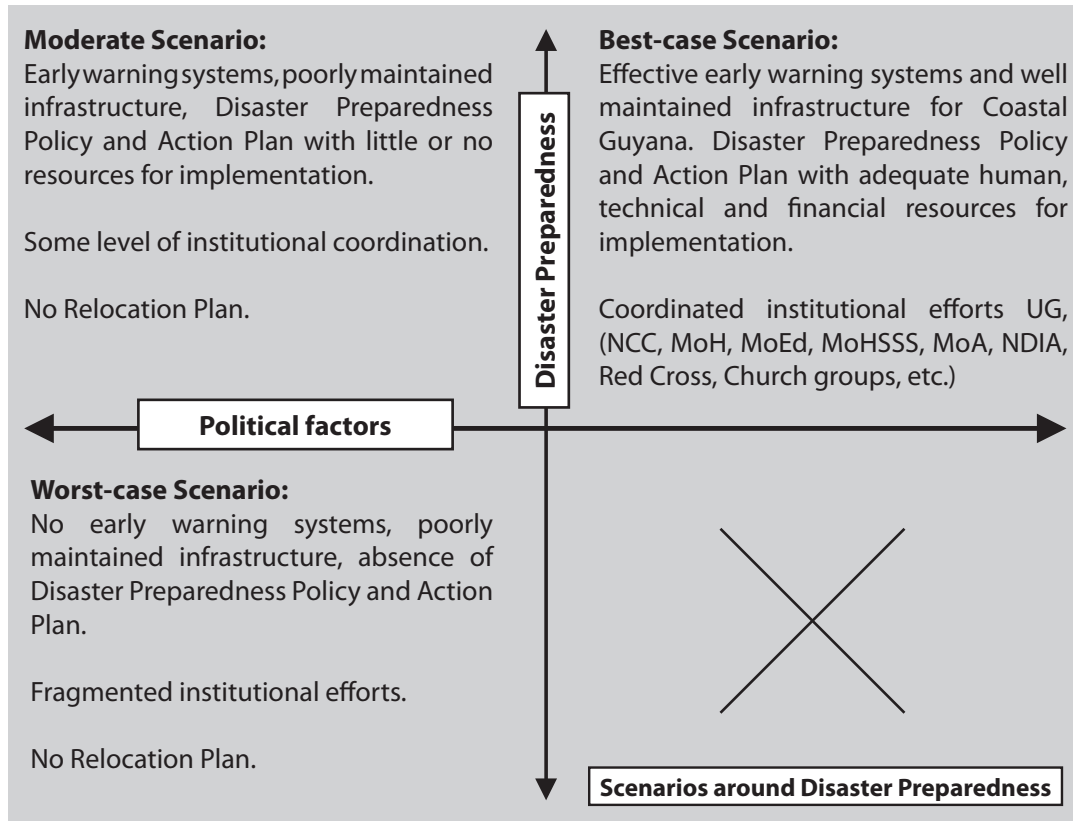 Moderate Scenario:
Early warning systems, poorly maintained
infrastructure, Disaster Preparedness
Policy and Action Plan with little or no
resources for implementation.
Some level of institutional coordination.
No Relocation Plan.
Disaster Preparedness
Best-case Scenario:
Effective early warning systems and well
maintained infrastructure for Coastal
Guyana. Disaster Preparedness Policy
and Action Plan with adequate human,
technical and financial resources for
implementation.
Coordinated institutional efforts UG,
(NCC, MoH, MoEd, MoHSSS, MoA, NDIA,
Red Cross, Church groups, etc.)
Political factors
Worst-case Scenario:
No early warning systems, poorly
maintained infrastructure, absence of
Disaster Preparedness Policy and Action
Plan.
Fragmented institutional efforts.
No Relocation Plan.
Scenarios around Disaster Preparedness